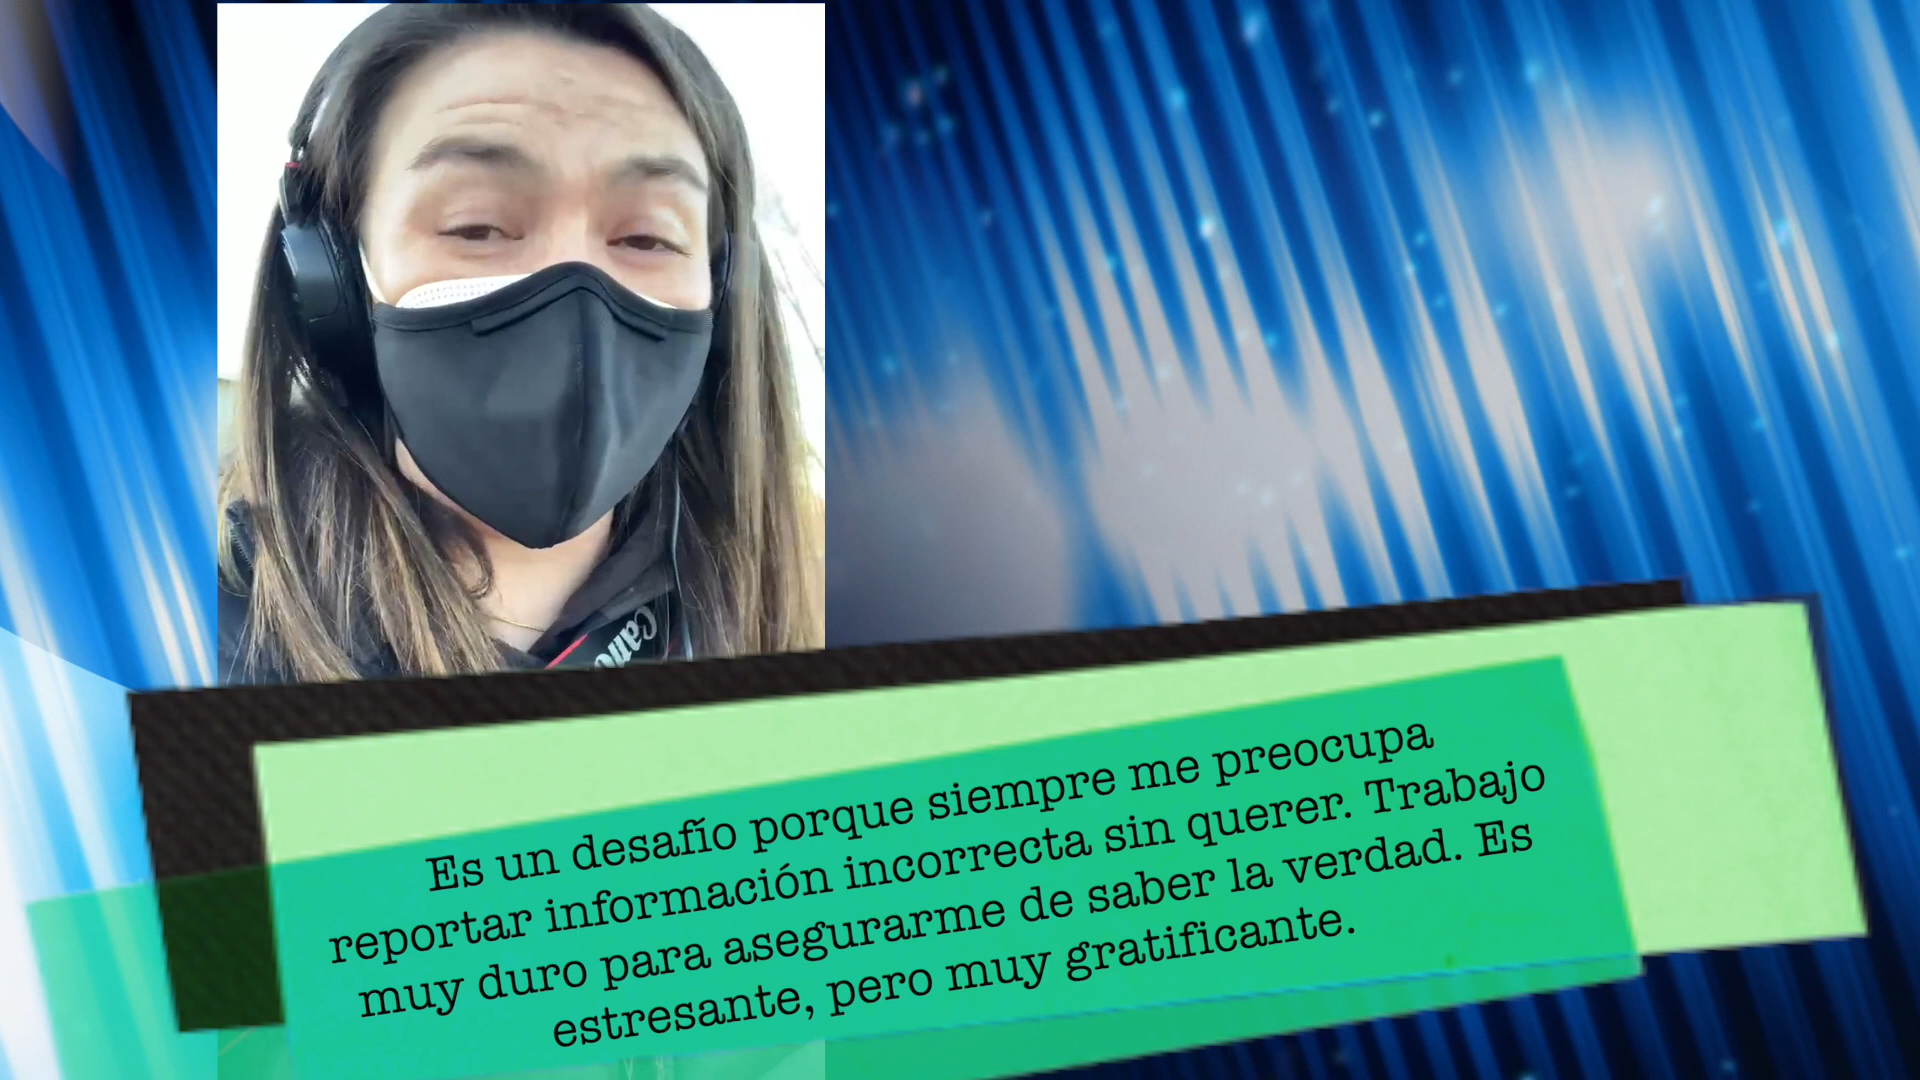 Cano
Es un desafío porque siempre me preocupa
reportar información incorrecta sin querer. Trabajo
muy duro para asegurarme de saber la verdad. Es
estresante, pero muy gratificante.